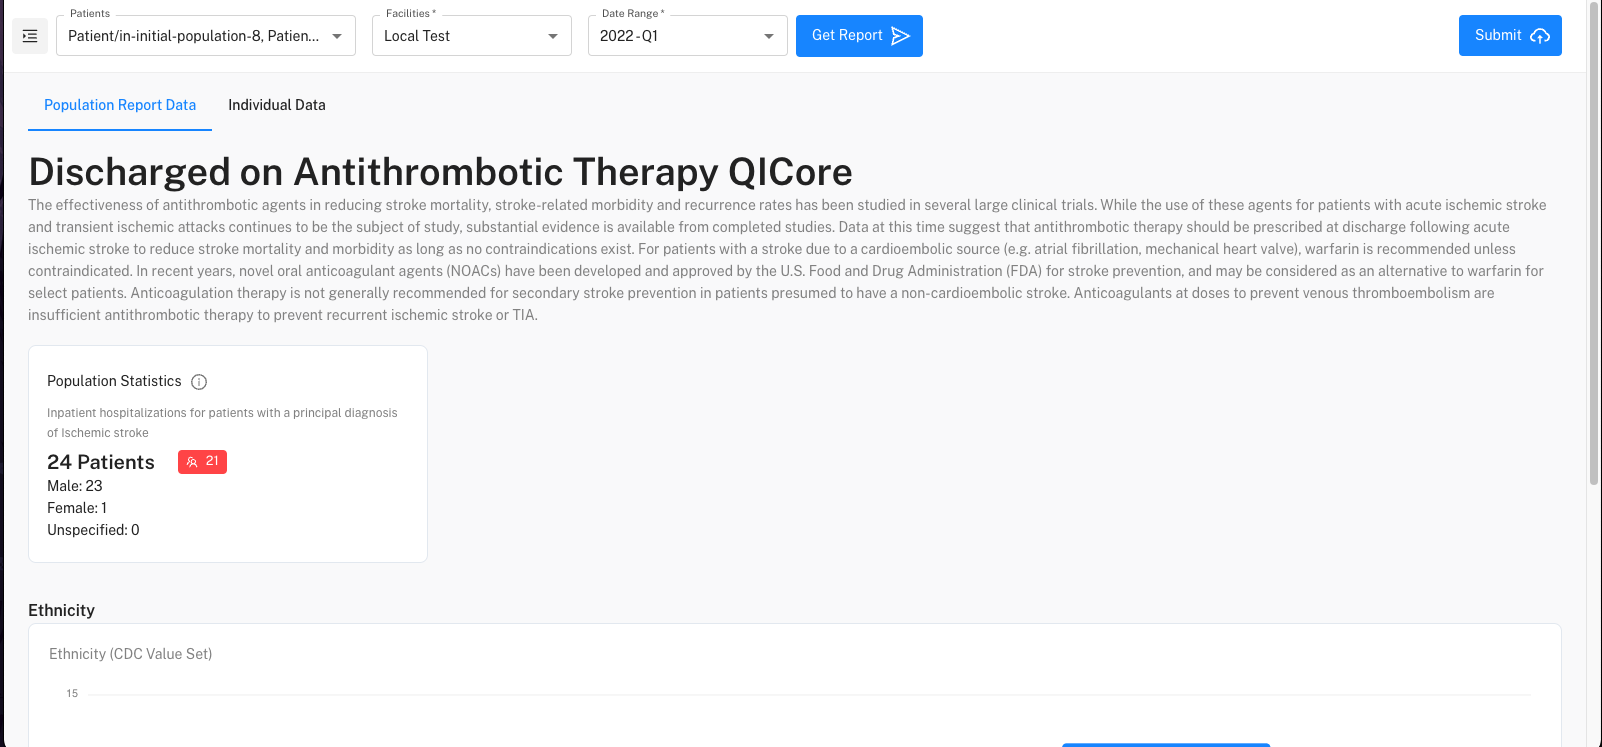 Patients
Facilities *
Date Range *
Patient/in-initial-population-8, Patien...
Local Test
2022 - Q1
Get Report
Submit
Population Report Data
Individual Data
Discharged on Antithrombotic Therapy QICore
The effectiveness of antithrombotic agents in reducing stroke mortality, stroke-related morbidity and recurrence rates has been studied in several large clinical trials. While the use of these agents for patients with acute ischemic stroke
and transient ischemic attacks continues to be the subject of study, substantial evidence is available from completed studies. Data at this time suggest that antithrombotic therapy should be prescribed at discharge following acute
ischemic stroke to reduce stroke mortality and morbidity as long as no contraindications exist. For patients with a stroke due to a cardioembolic source (e.g. atrial fibrillation, mechanical heart valve), warfarin is recommended unless
contraindicated. In recent years, novel oral anticoagulant agents (NOACs) have been developed and approved by the U.S. Food and Drug Administration (FDA) for stroke prevention, and may be considered as an alternative to warfarin for
select patients. Anticoagulation therapy is not generally recommended for secondary stroke prevention in patients presumed to have a non-cardioembolic stroke. Anticoagulants at doses to prevent venous thromboembolism are
insufficient antithrombotic therapy to prevent recurrent ischemic stroke or TIA.
Population Statistics
Inpatient hospitalizations for patients with a principal diagnosis
of Ischemic stroke
24 Patients
21
Male: 23
Female: 1
Unspecified: 0
Ethnicity
Ethnicity (CDC Value Set)
15